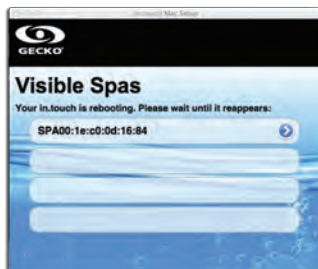 GECKO
Visible Spas
Your in.touch is rebooting. Please wait until it reappears:
SPA00:1e:c0:0d:16:84